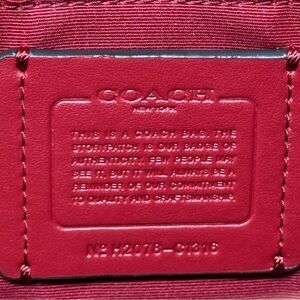 COACH
NEW YORK
THIS IS A COACH BAG. THE
STORYPATCH IS OUR BADGE OF
AUTHENTICITY. FEW PEOPLE MAY
SEE IT, BUT IT WILL ALWAYS BE A
REMINDER OF OUR COMMITMENT
TO QUALITY AND CRAFTSMANSHIP.
Nº H2078-C1316